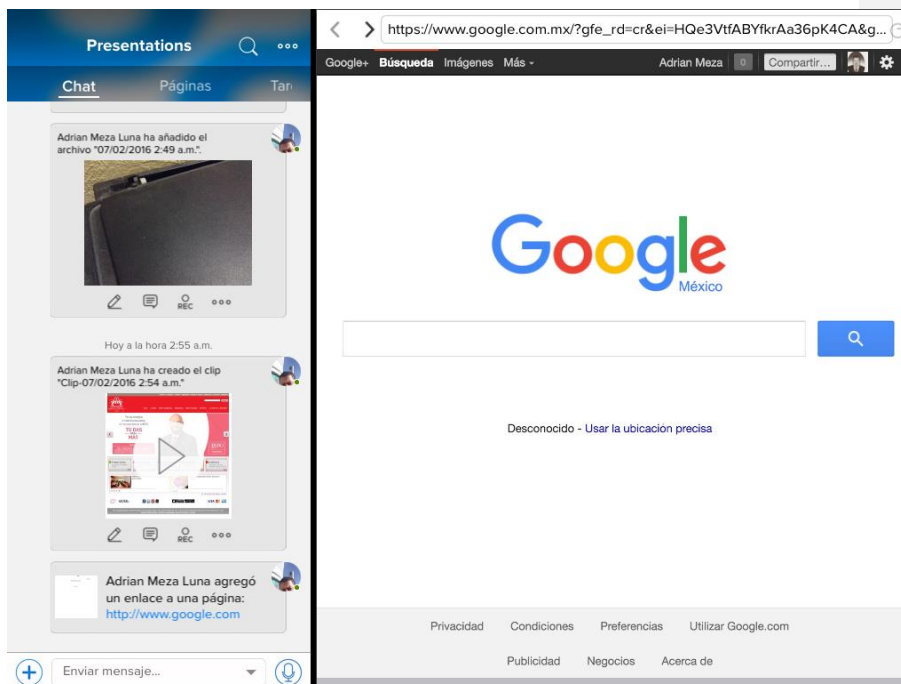 Presentations
Chat Páginas Tar
Adrian Meza Luna ha añadido el
archivo "07/02/2016 2:49 a.m.".
REC
Hoy a la hora 2:55 a.m.
Adrian Meza Luna ha creado el clip
"Clip-07/02/2016 2:54 a.m."
REC
Adrian Meza Luna agregó
un enlace a una página:
http://www.google.com
Enviar mensaje...
https://www.google.com.mx/?gfe_rd=cr&ei=HQe3VtfABYfkrAa36pK4CA&g...
Google+ Búsqueda Imágenes Más Adrian Meza 0 Compartir...
Google
México
Desconocido - Usar la ubicación precisa
Privacidad Condiciones Preferencias Utilizar Google.com
Publicidad Negocios Acerca de